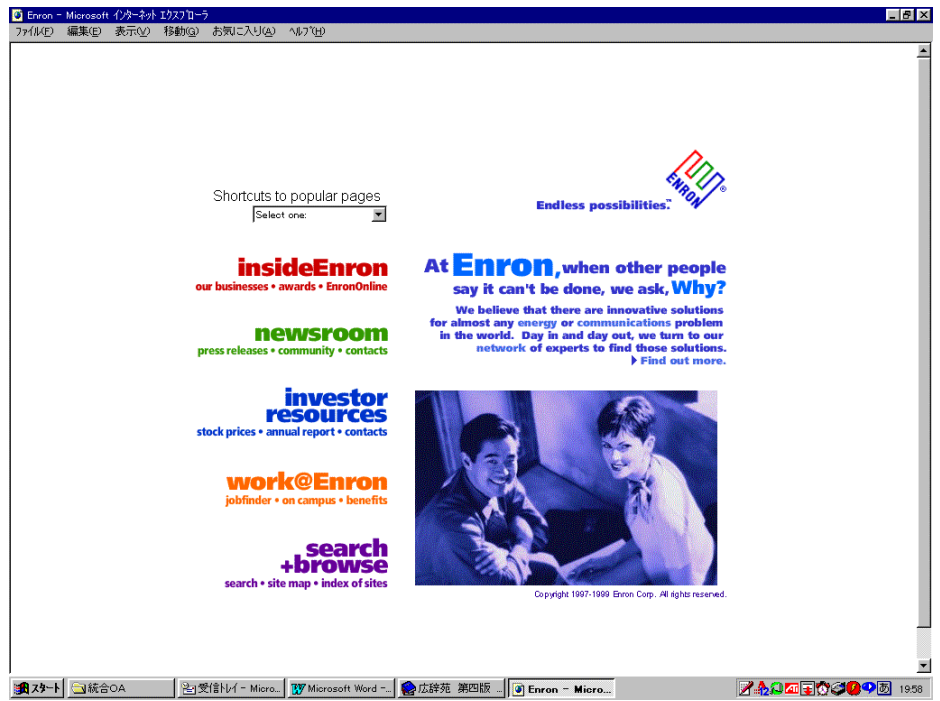 Enron - Microsoft インターネット エクスプローラ
ファイル(F) 編集(E) 表示(V) 移動(G) お気に入り(A) ヘルプ(H)
ENRON®
Endless possibilities.™
Shortcuts to popular pages
Select one:
insideEnron
our businesses • awards • EnronOnline
newsroom
press releases • community • contacts
investor
resources
stock prices • annual report • contacts
work@Enron
jobfinder • on campus • benefits
search
+browse
search • site map • index of sites
At Enron, when other people
say it can't be done, we ask, Why?
We believe that there are innovative solutions
for almost any energy or communications problem
in the world. Day in and day out, we turn to our
network of experts to find those solutions.
Find out more.
Copyright 1997-1999 Enron Corp. All rights reserved.
スタート 統合OA 受信トレイ - Micro... Microsoft Word -... 広辞苑 第四版 ... Enron - Micro... 19:58